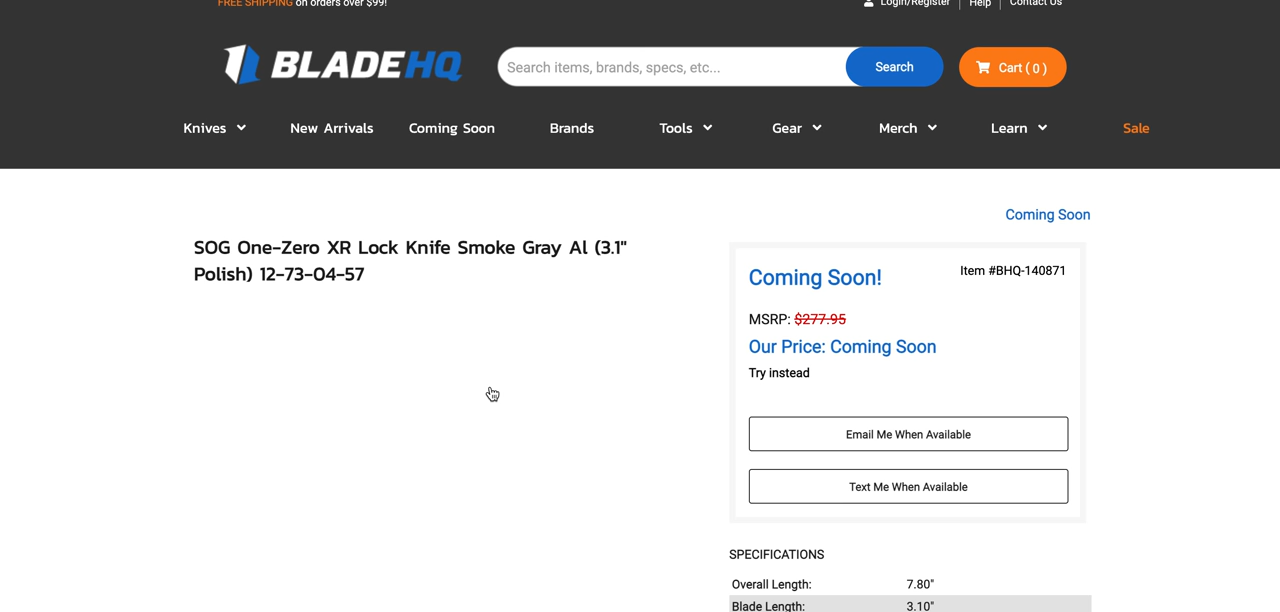 FREE SHIPPING on orders over $99!
Login/Register Help Contact Us
BLADEHQ
Search items, brands, specs, etc...
Search
Cart ( 0 )
Knives New Arrivals Coming Soon Brands Tools Gear Merch Learn Sale
Coming Soon
SOG One-Zero XR Lock Knife Smoke Gray Al (3.1"
Polish) 12-73-04-57
Coming Soon!
Item #BHQ-140871
MSRP: $277.95
Our Price: Coming Soon
Try instead
Email Me When Available
Text Me When Available
SPECIFICATIONS
Overall Length: 7.80"
Blade Length: 3.10"